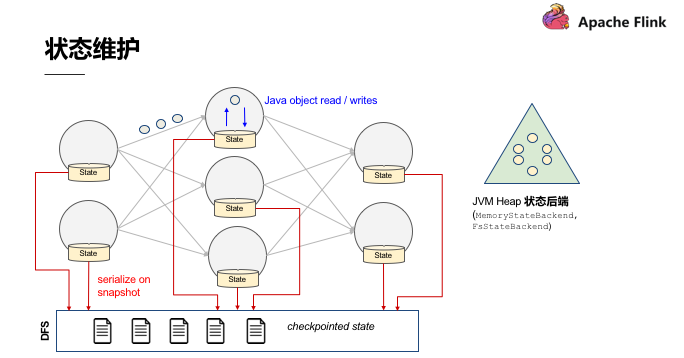 Apache Flink
状态维护
Java object read / writes
State
State
State
State
State
State
State
serialize on
snapshot
JVM Heap 状态后端
(MemoryStateBackend,
FsStateBackend)
DFS
checkpointed state